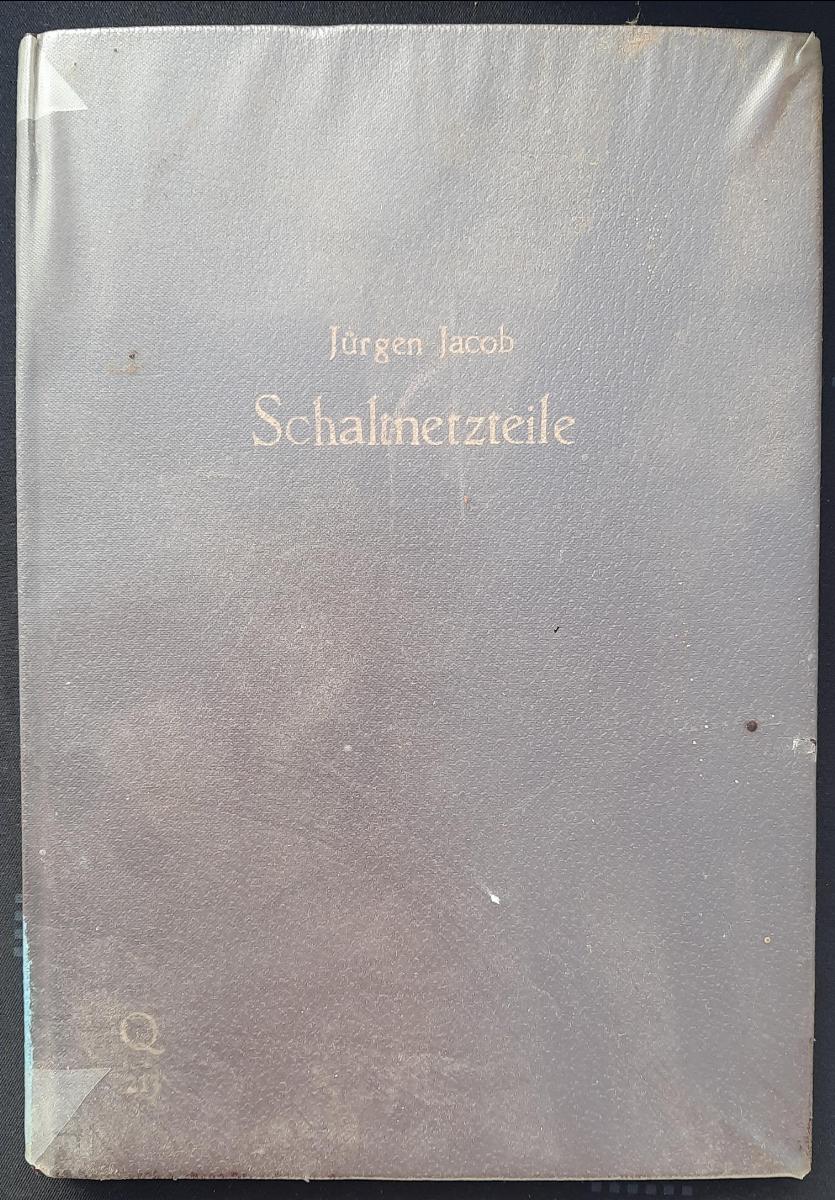 Jürgen Jacob
Schaltnetzteile
Q